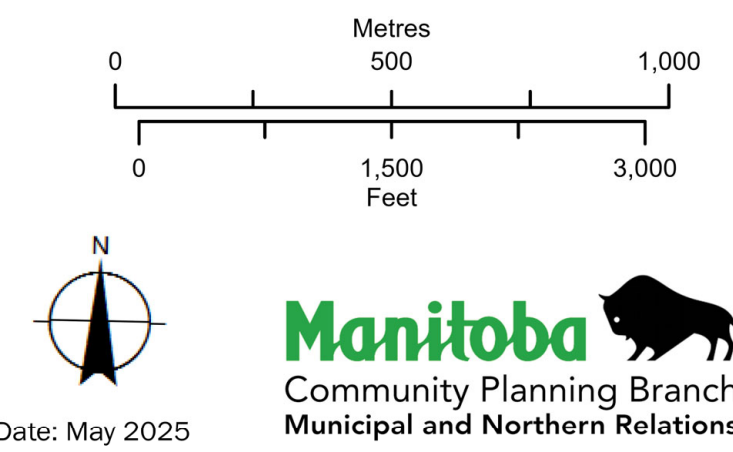 Metres
0 500 1,000
0 1,500 3,000
Feet
N
Manitoba
Community Planning Branch
Municipal and Northern Relations
Date: May 2025